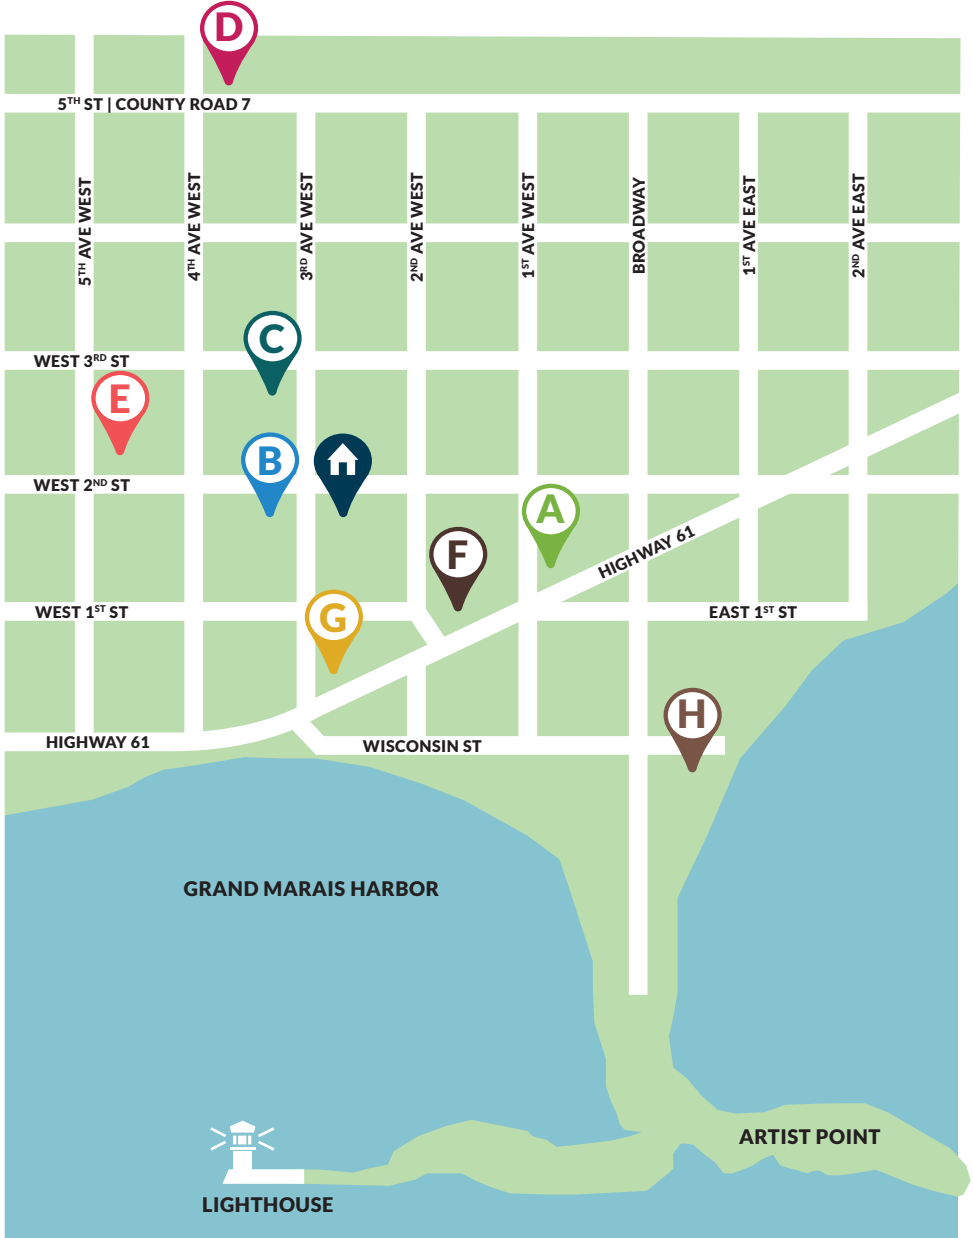 D
5TH ST | COUNTY ROAD 7
5TH AVE WEST
4TH AVE WEST
3RD AVE WEST
2ND AVE WEST
1ST AVE WEST
BROADWAY
1ST AVE EAST
2ND AVE EAST
C
WEST 3RD ST
E
B
WEST 2ND ST
A
F
HIGHWAY 61
WEST 1ST ST
G
EAST 1ST ST
H
HIGHWAY 61
WISCONSIN ST
GRAND MARAIS HARBOR
ARTIST POINT
LIGHTHOUSE